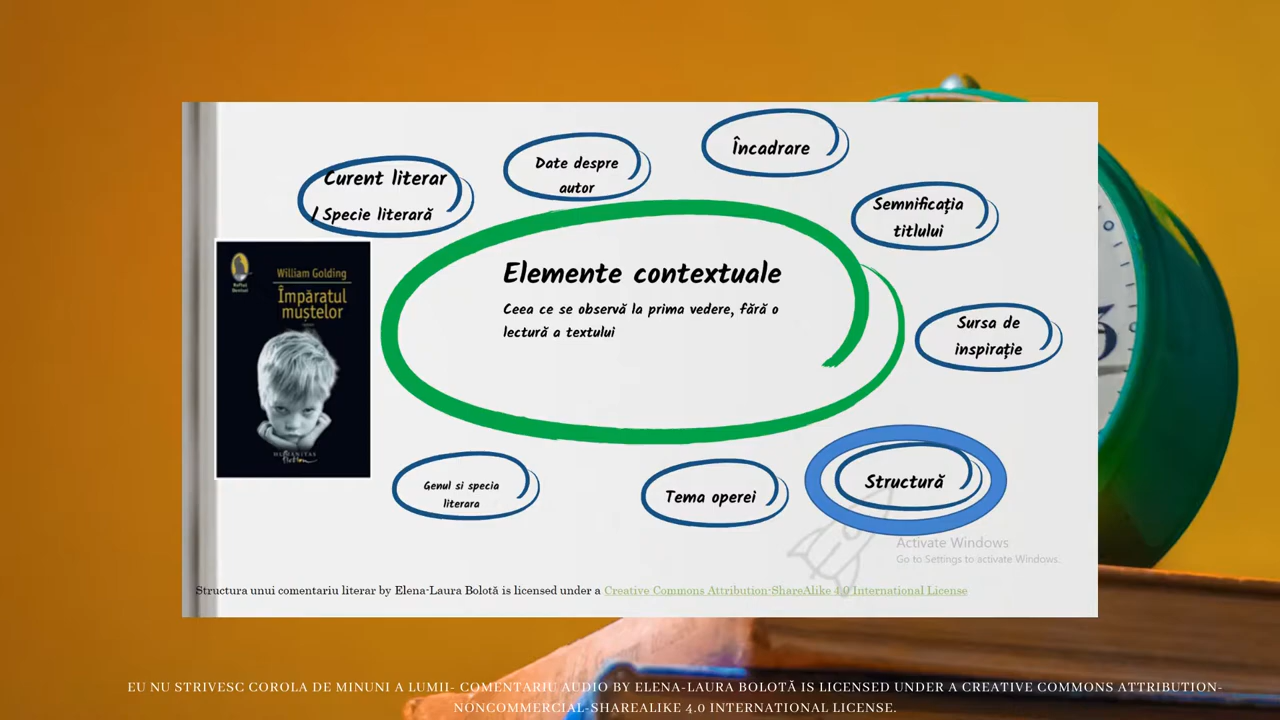 Încadrare
Date despre
autor
Curent literar
/ Specie literară
Semnificația
titlului
William Golding
Împăratul
muștelor
Elemente contextuale
Ceea ce se observă la prima vedere, fără o
lectură a textului
Sursa de
inspirație
HUMANITAS
fiction
Genul si specia
literara
Tema operei
Structură
Activate Windows
Go to Settings to activate Windows.
Structura unui comentariu literar by Elena-Laura Bolotă is licensed under a Creative Commons Attribution-ShareAlike 4.0 International License
EU NU STRIVESC COROLA DE MINUNI A LUMII- COMENTARIU AUDIO BY ELENA-LAURA BOLOTĂ IS LICENSED UNDER A CREATIVE COMMONS ATTRIBUTION-
NONCOMMERCIAL-SHAREALIKE 4.0 INTERNATIONAL LICENSE.